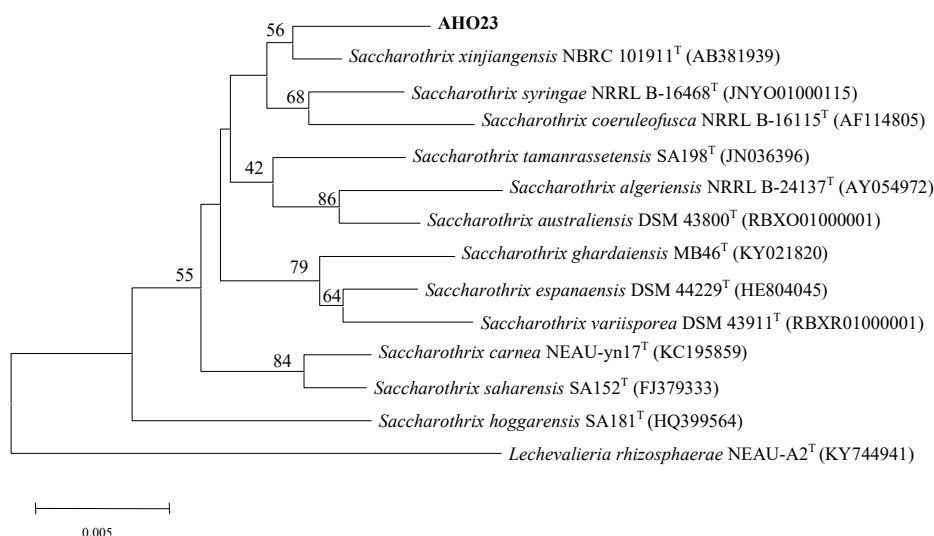 56
AHO23
Saccharothrix xinjiangensis NBRC 101911T (AB381939)
68
Saccharothrix syringae NRRL B-16468T (JNYO01000115)
Saccharothrix coeruleofusca NRRL B-16115T (AF114805)
42
Saccharothrix tamanrassetensis SA198T (JN036396)
86
Saccharothrix algeriensis NRRL B-24137T (AY054972)
Saccharothrix australiensis DSM 43800T (RBXO01000001)
79
Saccharothrix ghardaiensis MB46T (KY021820)
55
64
Saccharothrix espanaensis DSM 44229T (HE804045)
Saccharothrix variisporea DSM 43911T (RBXR01000001)
84
Saccharothrix carnea NEAU-yn17T (KC195859)
Saccharothrix saharensis SA152T (FJ379333)
Saccharothrix hoggarensis SA181T (HQ399564)
Lechevalieria rhizosphaerae NEAU-A2T (KY744941)
0.005